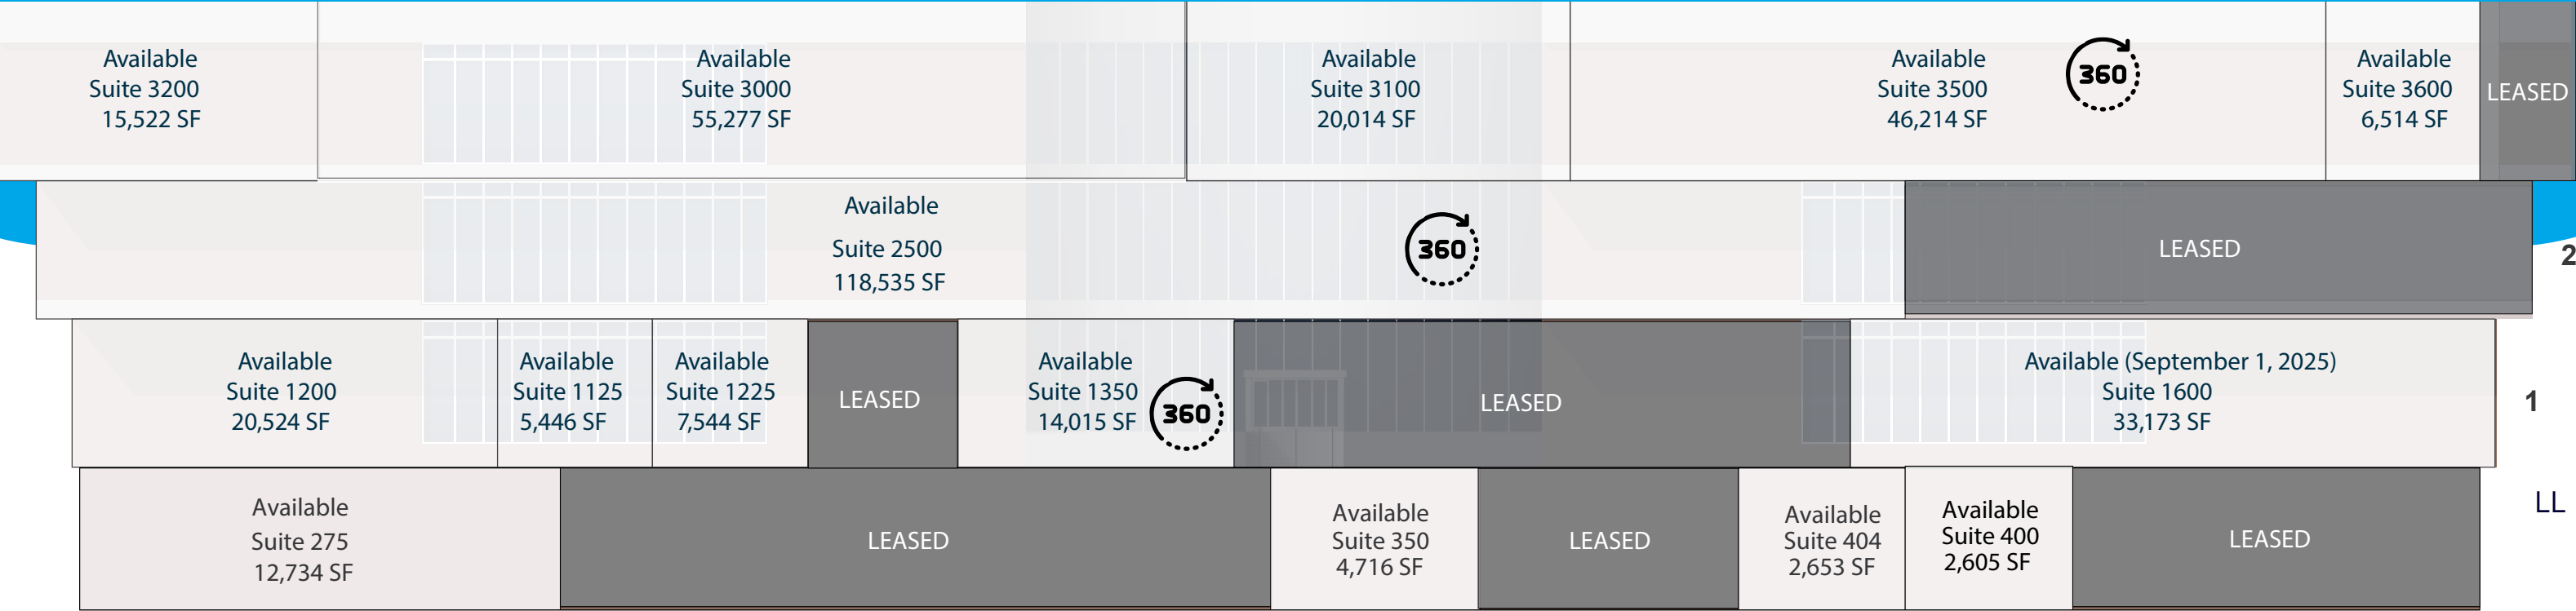 Available
Suite 3200
15,522 SF
Available
Suite 3000
55,277 SF
Available
Suite 3100
20,014 SF
Available
Suite 3500
46,214 SF
360
Available
Suite 3600
6,514 SF
LEASED
Available
Suite 2500
118,535 SF
360
LEASED
2
Available
Suite 1200
20,524 SF
Available
Suite 1125
5,446 SF
Available
Suite 1225
7,544 SF
LEASED
Available
Suite 1350
14,015 SF
360
LEASED
Available (September 1, 2025)
Suite 1600
33,173 SF
1
Available
Suite 275
12,734 SF
LEASED
Available
Suite 350
4,716 SF
LEASED
Available
Suite 404
2,653 SF
Available
Suite 400
2,605 SF
LEASED
LL